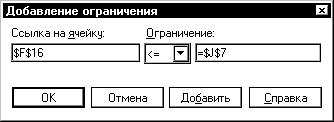 Добавление ограничения
Ссылка на ячейку: Ограничение:
$F$16 <= =$J$7
OK Отмена Добавить Справка